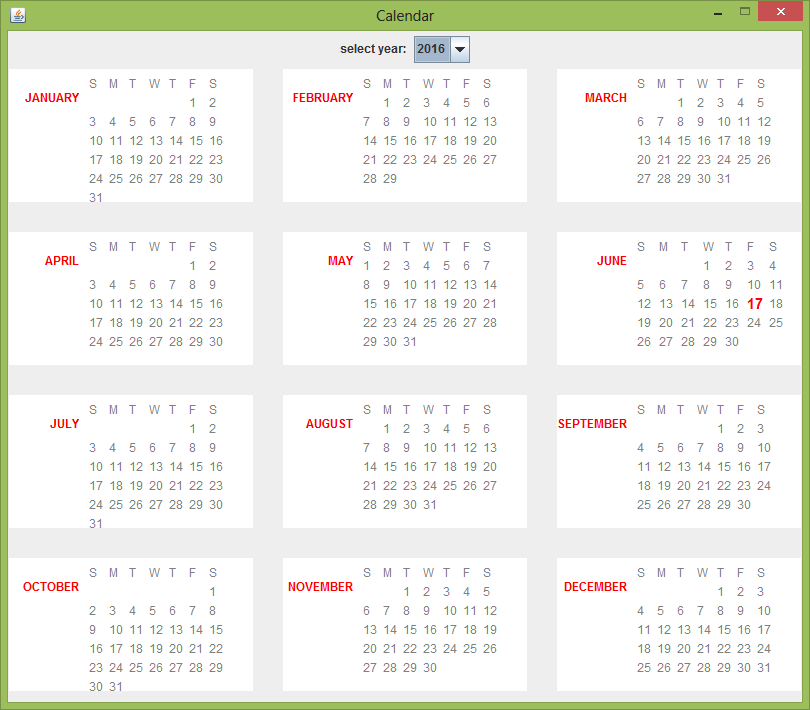 Calendar
select year: 2016
JANUARY
S M T W T F S
1 2
3 4 5 6 7 8 9
10 11 12 13 14 15 16
17 18 19 20 21 22 23
24 25 26 27 28 29 30
31
FEBRUARY
S M T W T F S
1 2 3 4 5 6
7 8 9 10 11 12 13
14 15 16 17 18 19 20
21 22 23 24 25 26 27
28 29
MARCH
S M T W T F S
1 2 3 4 5
6 7 8 9 10 11 12
13 14 15 16 17 18 19
20 21 22 23 24 25 26
27 28 29 30 31
APRIL
S M T W T F S
1 2
3 4 5 6 7 8 9
10 11 12 13 14 15 16
17 18 19 20 21 22 23
24 25 26 27 28 29 30
MAY
S M T W T F S
1 2 3 4 5 6 7
8 9 10 11 12 13 14
15 16 17 18 19 20 21
22 23 24 25 26 27 28
29 30 31
JUNE
S M T W T F S
1 2 3 4
5 6 7 8 9 10 11
12 13 14 15 16 17 18
19 20 21 22 23 24 25
26 27 28 29 30
JULY
S M T W T F S
1 2
3 4 5 6 7 8 9
10 11 12 13 14 15 16
17 18 19 20 21 22 23
24 25 26 27 28 29 30
31
AUGUST
S M T W T F S
1 2 3 4 5 6
7 8 9 10 11 12 13
14 15 16 17 18 19 20
21 22 23 24 25 26 27
28 29 30 31
SEPTEMBER
S M T W T F S
1 2 3
4 5 6 7 8 9 10
11 12 13 14 15 16 17
18 19 20 21 22 23 24
25 26 27 28 29 30
OCTOBER
S M T W T F S
1
2 3 4 5 6 7 8
9 10 11 12 13 14 15
16 17 18 19 20 21 22
23 24 25 26 27 28 29
30 31
NOVEMBER
S M T W T F S
1 2 3 4 5
6 7 8 9 10 11 12
13 14 15 16 17 18 19
20 21 22 23 24 25 26
27 28 29 30
DECEMBER
S M T W T F S
1 2 3
4 5 6 7 8 9 10
11 12 13 14 15 16 17
18 19 20 21 22 23 24
25 26 27 28 29 30 31